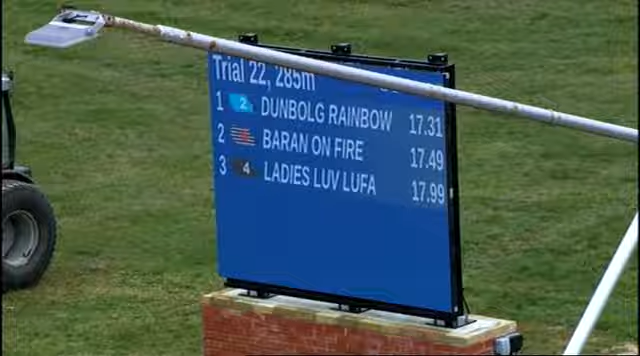 Trial 22, 285m
1 2 DUNBOLG RAINBOW 17.31
2 BARAN ON FIRE 17.49
3 4 LADIES LUV LUFA 17.99